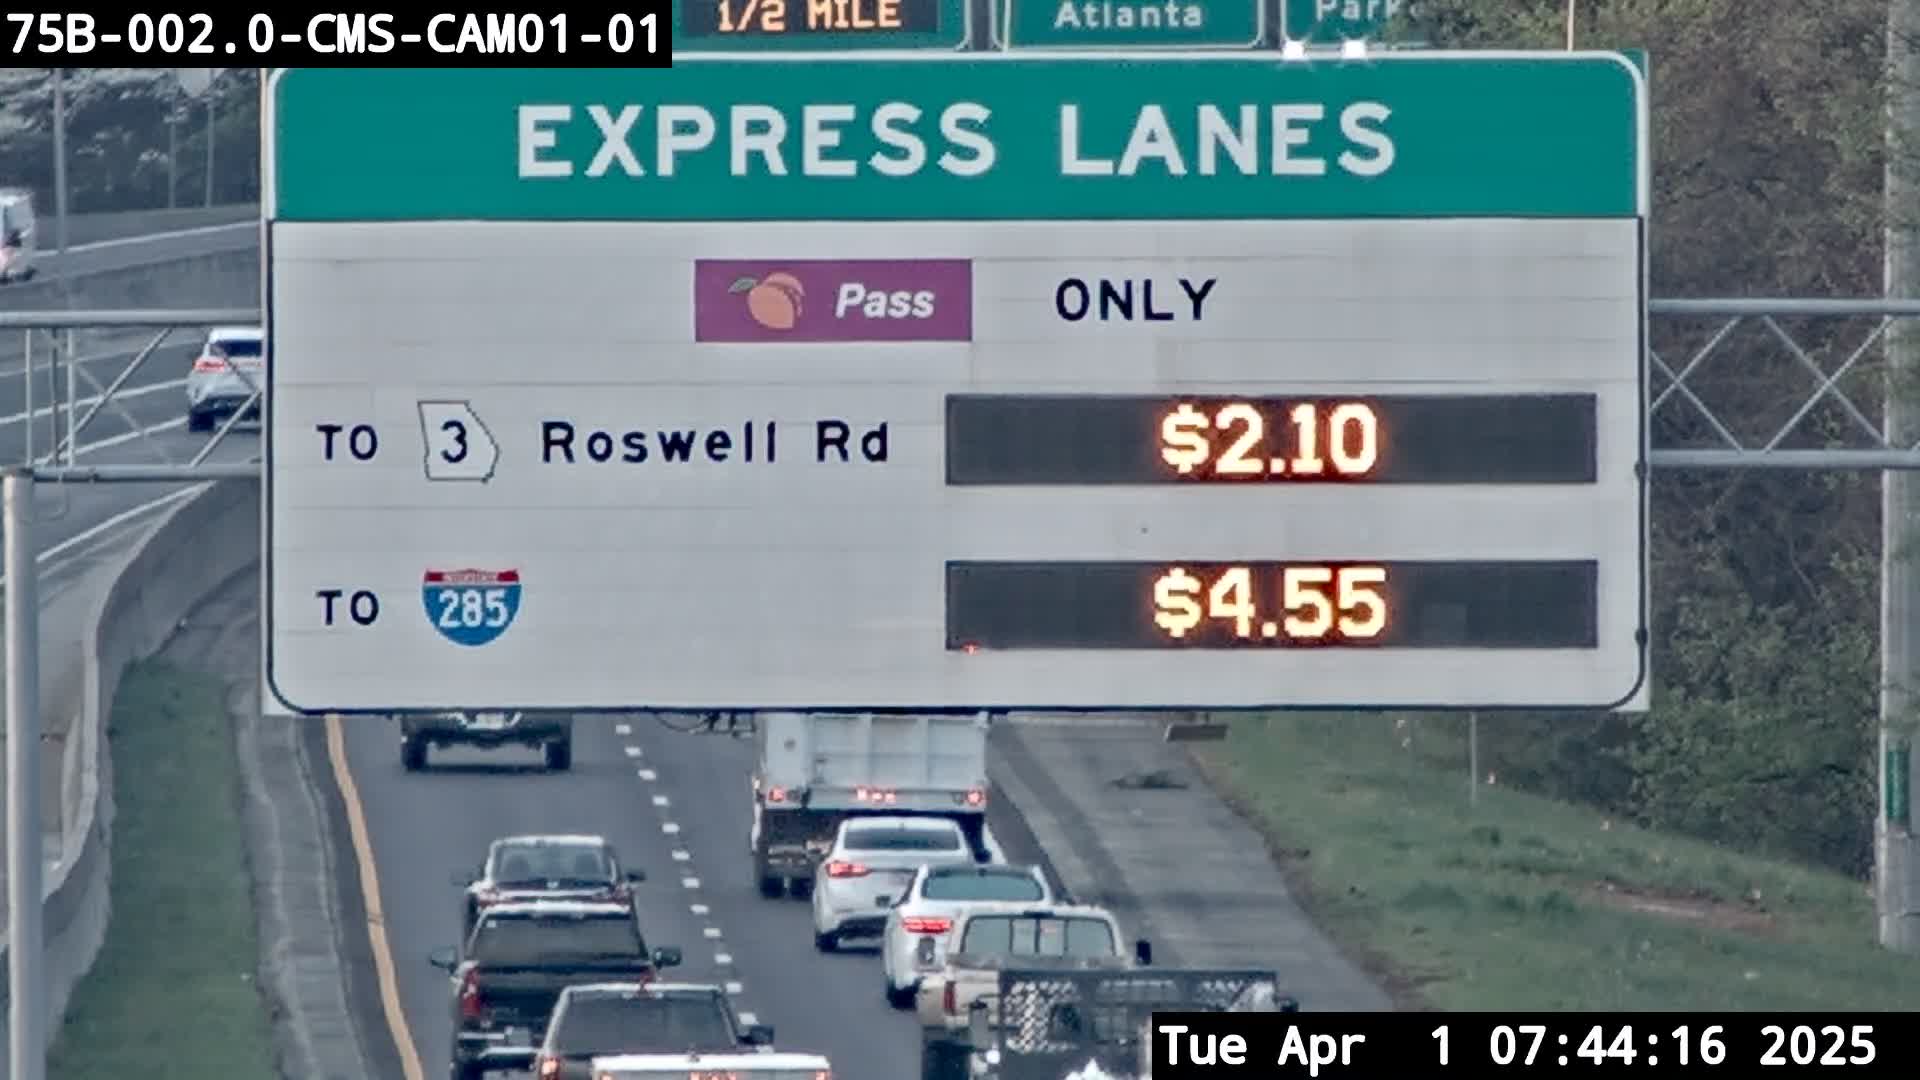 75B-002.0-CMS-CAM01-01
1/2 MILE
Atlanta
EXPRESS LANES
Pass ONLY
TO 3 Roswell Rd $2.10
TO 285 $4.55
Tue Apr 1 07:44:16 2025